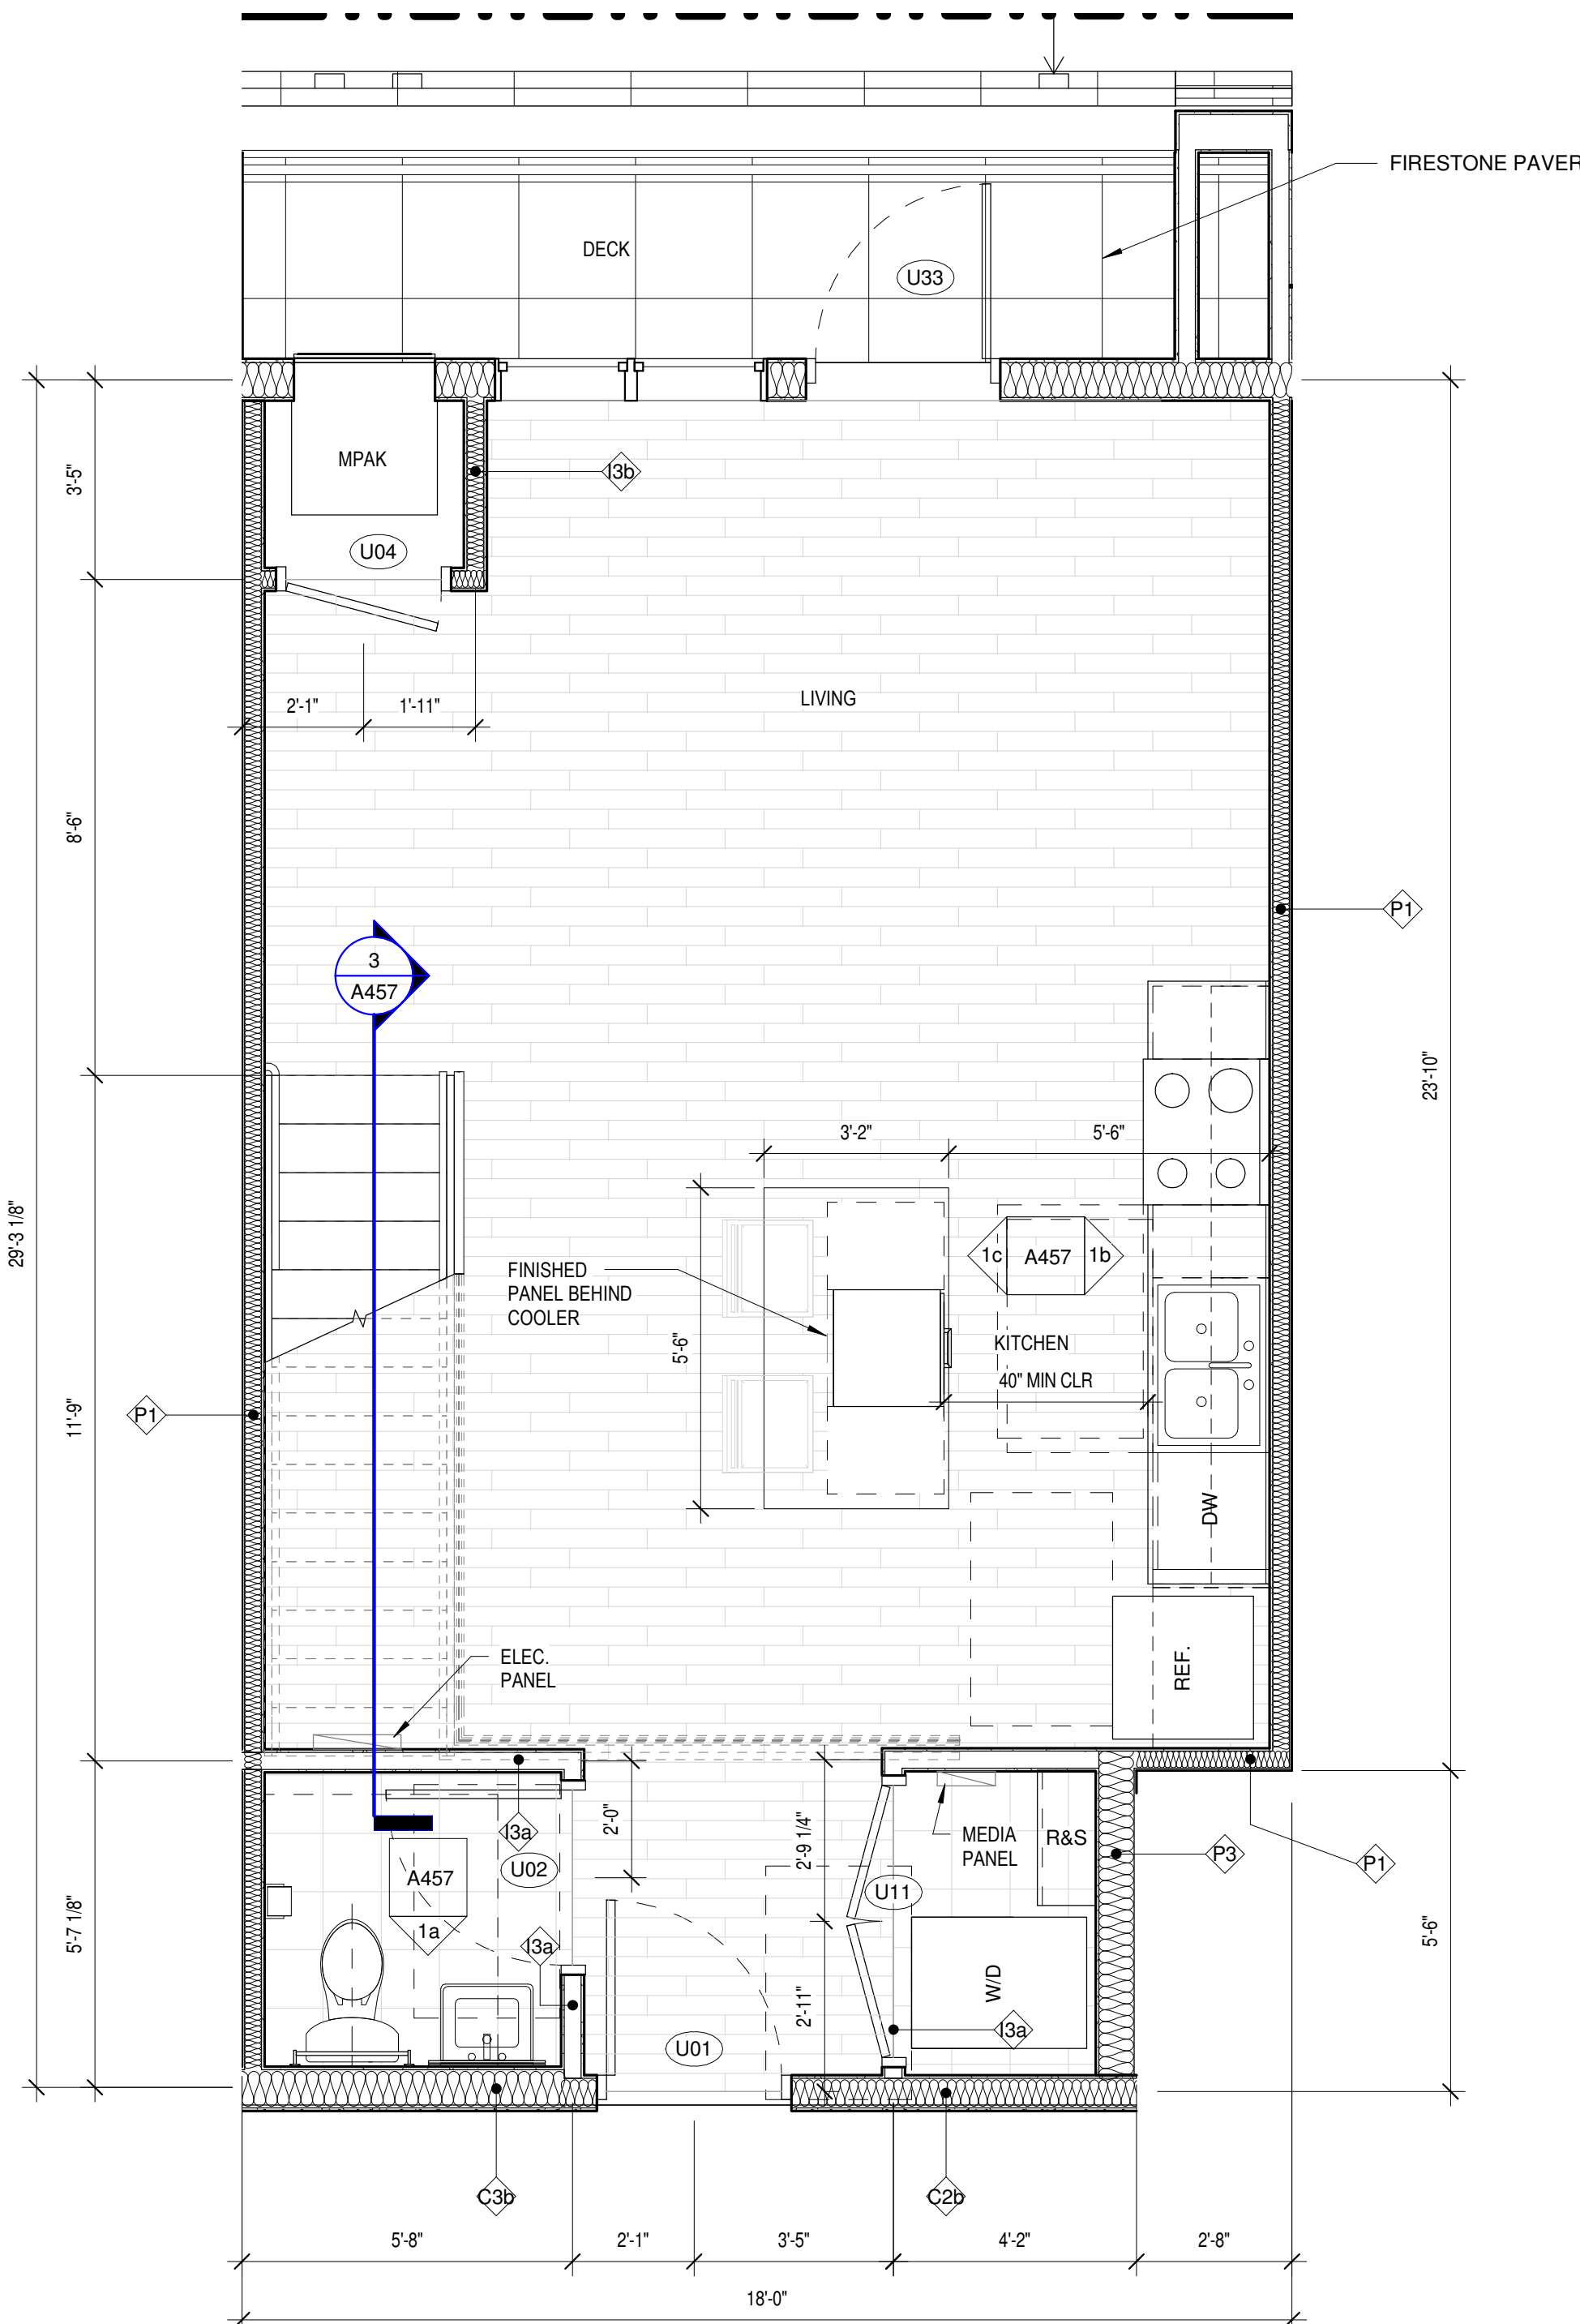 FIRESTONE PAVER
DECK
U33
MPAK
I3b
3'-5"
U04
2'-1"
1'-11"
LIVING
8'-6"
P1
3
A457
23'-10"
3'-2"
5'-6"
29'-3 1/8"
1c
A457
1b
FINISHED
PANEL BEHIND
COOLER
5'-6"
KITCHEN
40" MIN CLR
11'-9"
P1
DW
ELEC.
PANEL
REF.
I3a
2'-0"
2'-9 1/4"
MEDIA
PANEL
R&S
P3
P1
U02
A457
1a
U11
5'-7 1/8"
I3a
5'-6"
W/D
2'-11"
I3a
U01
C3b
C2b
5'-8"
2'-1"
3'-5"
4'-2"
2'-8"
18'-0"